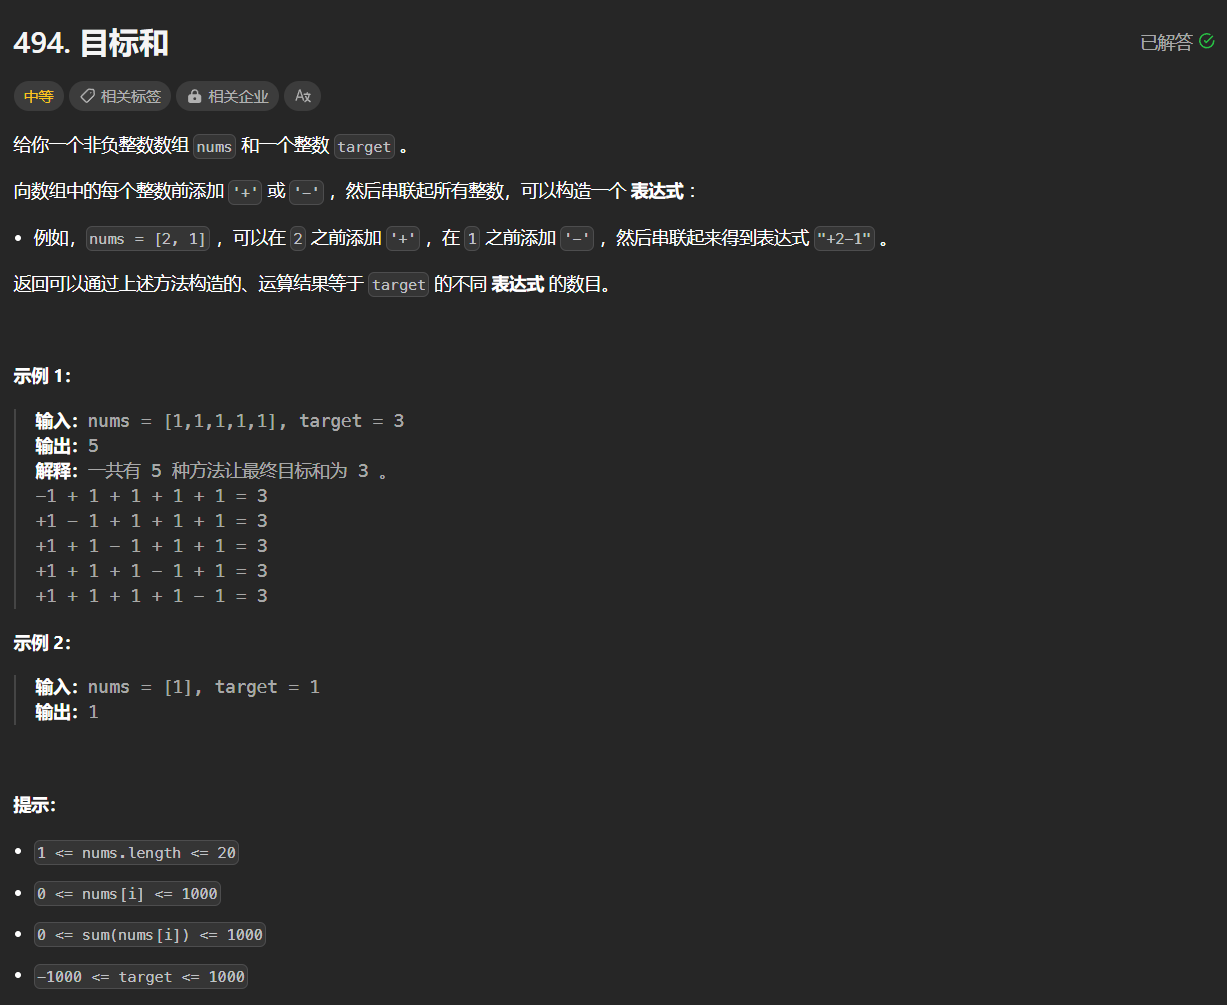 494. 目标和
已解答
中等
相关标签
相关企业
给你一个非负整数数组 nums 和一个整数 target 。
向数组中的每个整数前添加 '+' 或 '-' ，然后串联起所有整数，可以构造一个 表达式 ：
• 例如，nums = [2, 1] ，可以在 2 之前添加 '+' ，在 1 之前添加 '-' ，然后串联起来得到表达式 "+2-1" 。
返回可以通过上述方法构造的、运算结果等于 target 的不同 表达式 的数目。
示例 1：
输入：nums = [1,1,1,1,1], target = 3
输出：5
解释：一共有 5 种方法让最终目标和为 3 。
-1 + 1 + 1 + 1 + 1 = 3
+1 - 1 + 1 + 1 + 1 = 3
+1 + 1 - 1 + 1 + 1 = 3
+1 + 1 + 1 - 1 + 1 = 3
+1 + 1 + 1 + 1 - 1 = 3
示例 2：
输入：nums = [1], target = 1
输出：1
提示：
• 1 <= nums.length <= 20
• 0 <= nums[i] <= 1000
• 0 <= sum(nums[i]) <= 1000
• -1000 <= target <= 1000